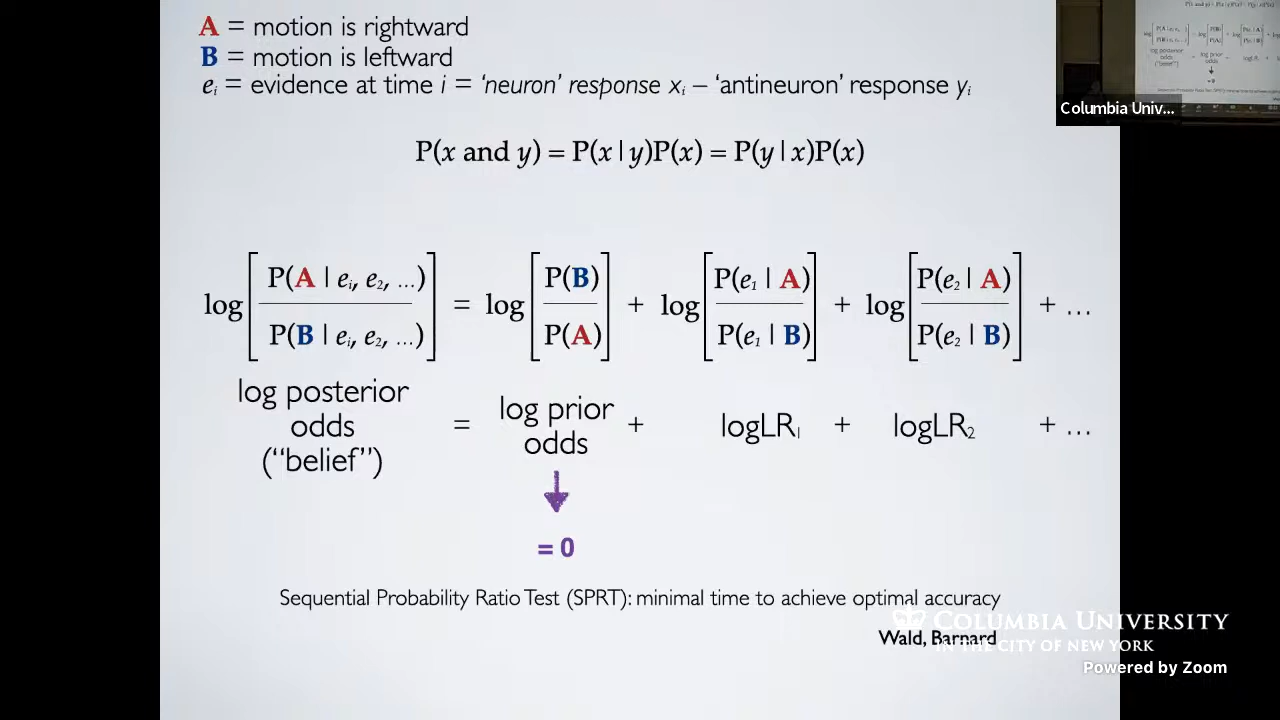 A = motion is rightward
B = motion is leftward
eᵢ = evidence at time i = ‘neuron’ response xᵢ – ‘antineuron’ response yᵢ
Columbia Univ...
P(x and y) = P(x | y)P(x) = P(y | x)P(x)
log [ P(A | eᵢ, e₂, ...) / P(B | eᵢ, e₂, ...) ] = log [ P(B) / P(A) ] + log [ P(e₁ | A) / P(e₁ | B) ] + log [ P(e₂ | A) / P(e₂ | B) ] + ...
log posterior odds (“belief”) = log prior odds + logLR₁ + logLR₂ + ...
= 0
Sequential Probability Ratio Test (SPRT): minimal time to achieve optimal accuracy
Wald, Barnard
COLUMBIA UNIVERSITY
IN THE CITY OF NEW YORK
Powered by Zoom